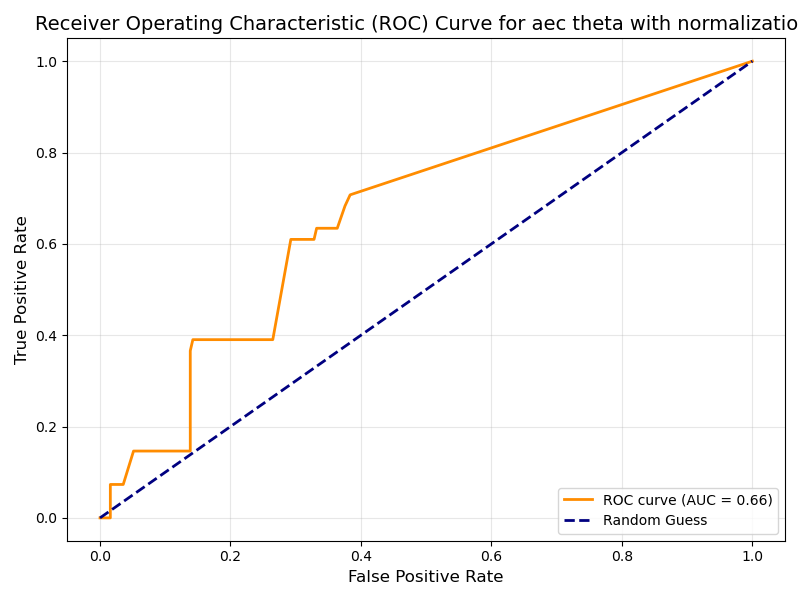 Receiver Operating Characteristic (ROC) Curve for aec theta with normalizatio
1.0
0.8
0.6
0.4
0.2
0.0
True Positive Rate
0.0 0.2 0.4 0.6 0.8 1.0
False Positive Rate
ROC curve (AUC = 0.66)
Random Guess